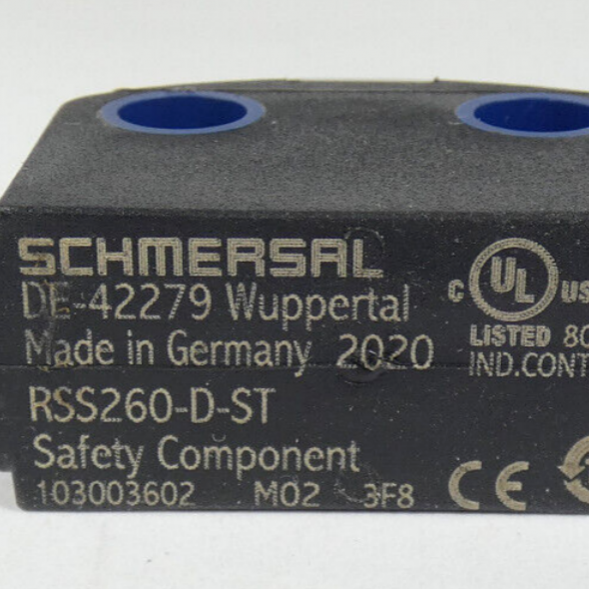 SCHMERSAL
DE-42279 Wuppertal
Made in Germany 2020
RSS260-D-ST
Safety Component
103003602 M02 3F8
C UL US
LISTED
IND.CONT
CE